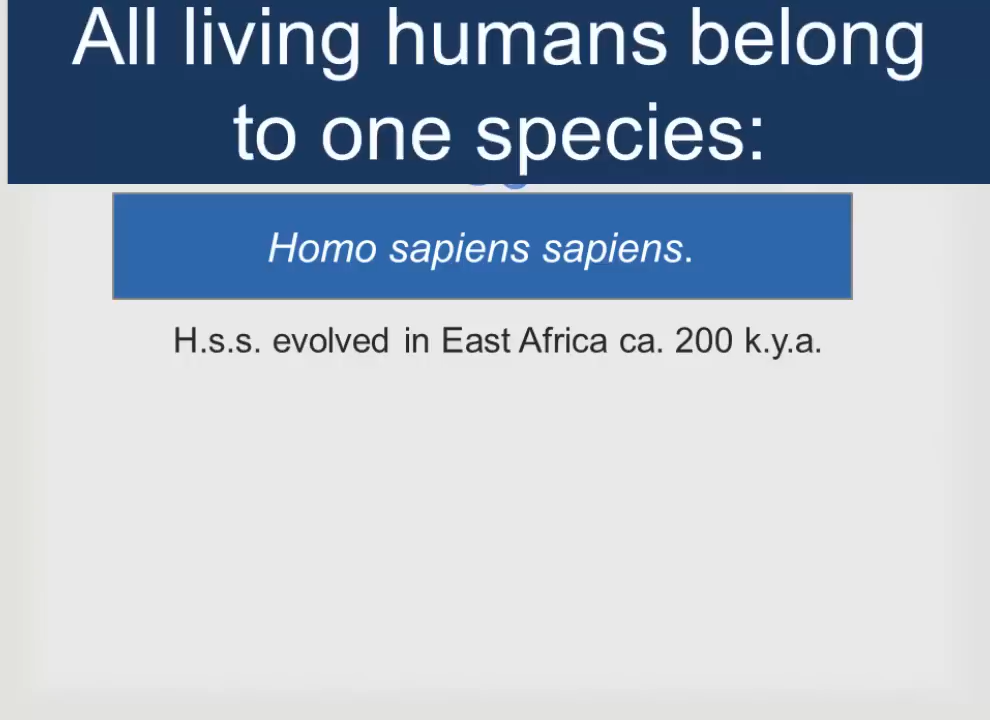 All living humans belong
to one species:
Homo sapiens sapiens.
H.s.s. evolved in East Africa ca. 200 k.y.a.